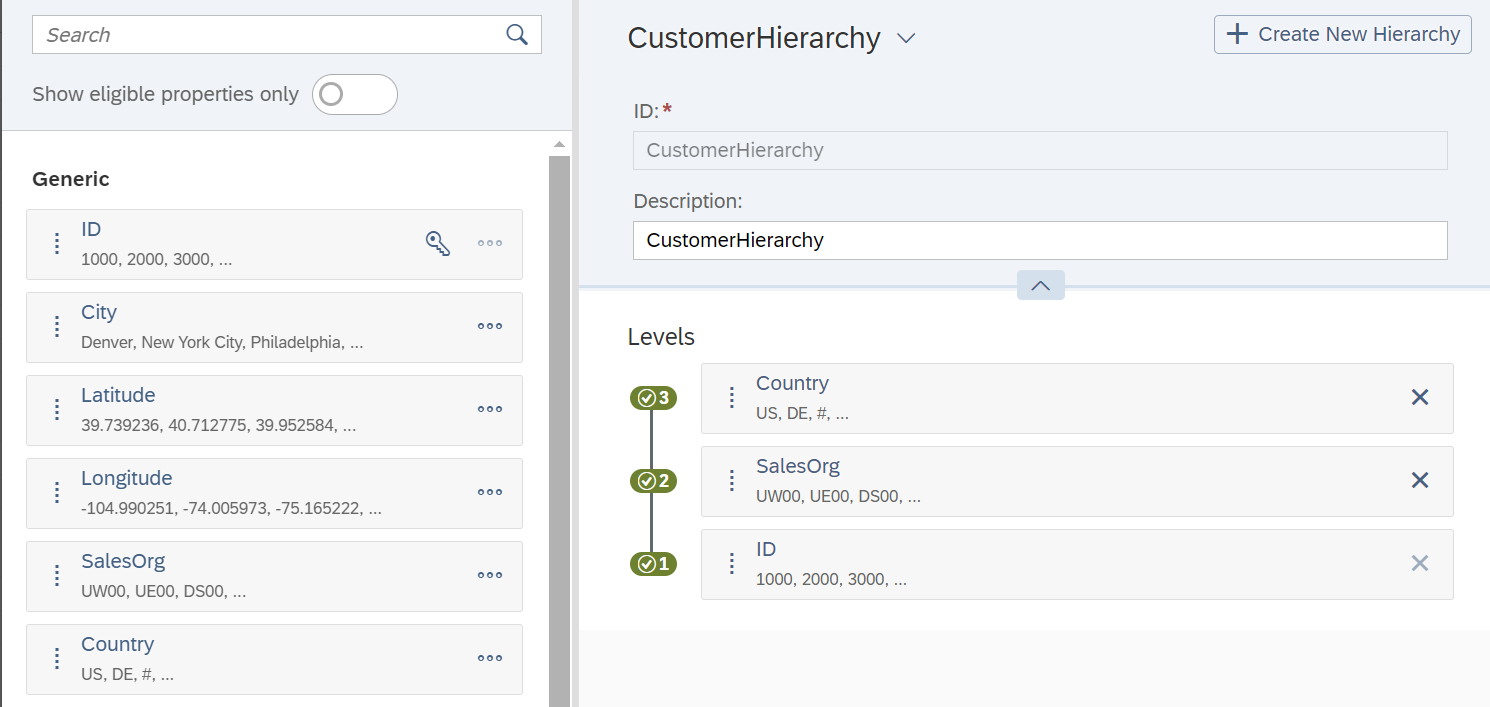 Search
Show eligible properties only
Generic
ID
1000, 2000, 3000, ...
City
Denver, New York City, Philadelphia, ...
Latitude
39.739236, 40.712775, 39.952584, ...
Longitude
-104.990251, -74.005973, -75.165222, ...
SalesOrg
UW00, UE00, DS00, ...
Country
US, DE, #, ...
CustomerHierarchy
Create New Hierarchy
ID:*
CustomerHierarchy
Description:
CustomerHierarchy
Levels
3
Country
US, DE, #, ...
2
SalesOrg
UW00, UE00, DS00, ...
1
ID
1000, 2000, 3000, ...